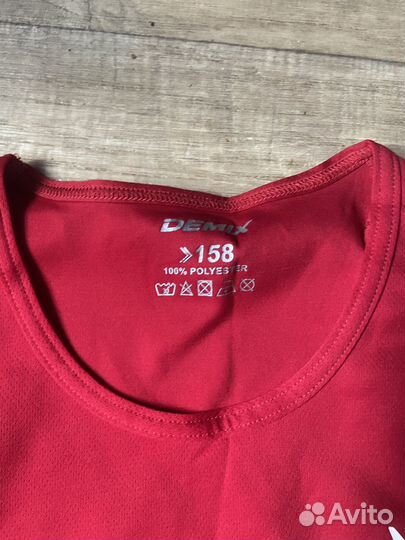 DEMIX
158
100% POLYESTER
Avito